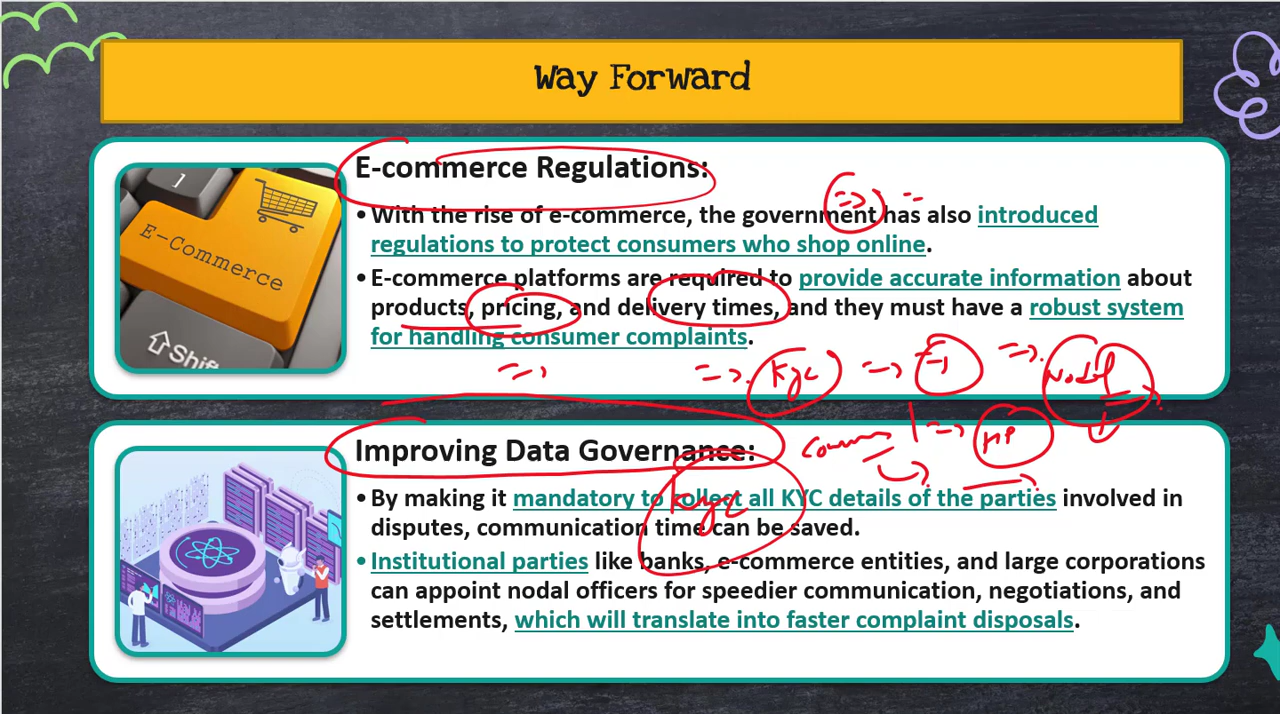 Way Forward
1
E-Commerce
Shift
E-commerce Regulations:
• With the rise of e-commerce, the government has also introduced
regulations to protect consumers who shop online.
• E-commerce platforms are required to provide accurate information about
products, pricing, and delivery times, and they must have a robust system
for handling consumer complaints.
=> Kyc => => Nodal
Improving Data Governance:
Kyc
• By making it mandatory to collect all KYC details of the parties involved in
disputes, communication time can be saved.
• Institutional parties like banks, e-commerce entities, and large corporations
can appoint nodal officers for speedier communication, negotiations, and
settlements, which will translate into faster complaint disposals.